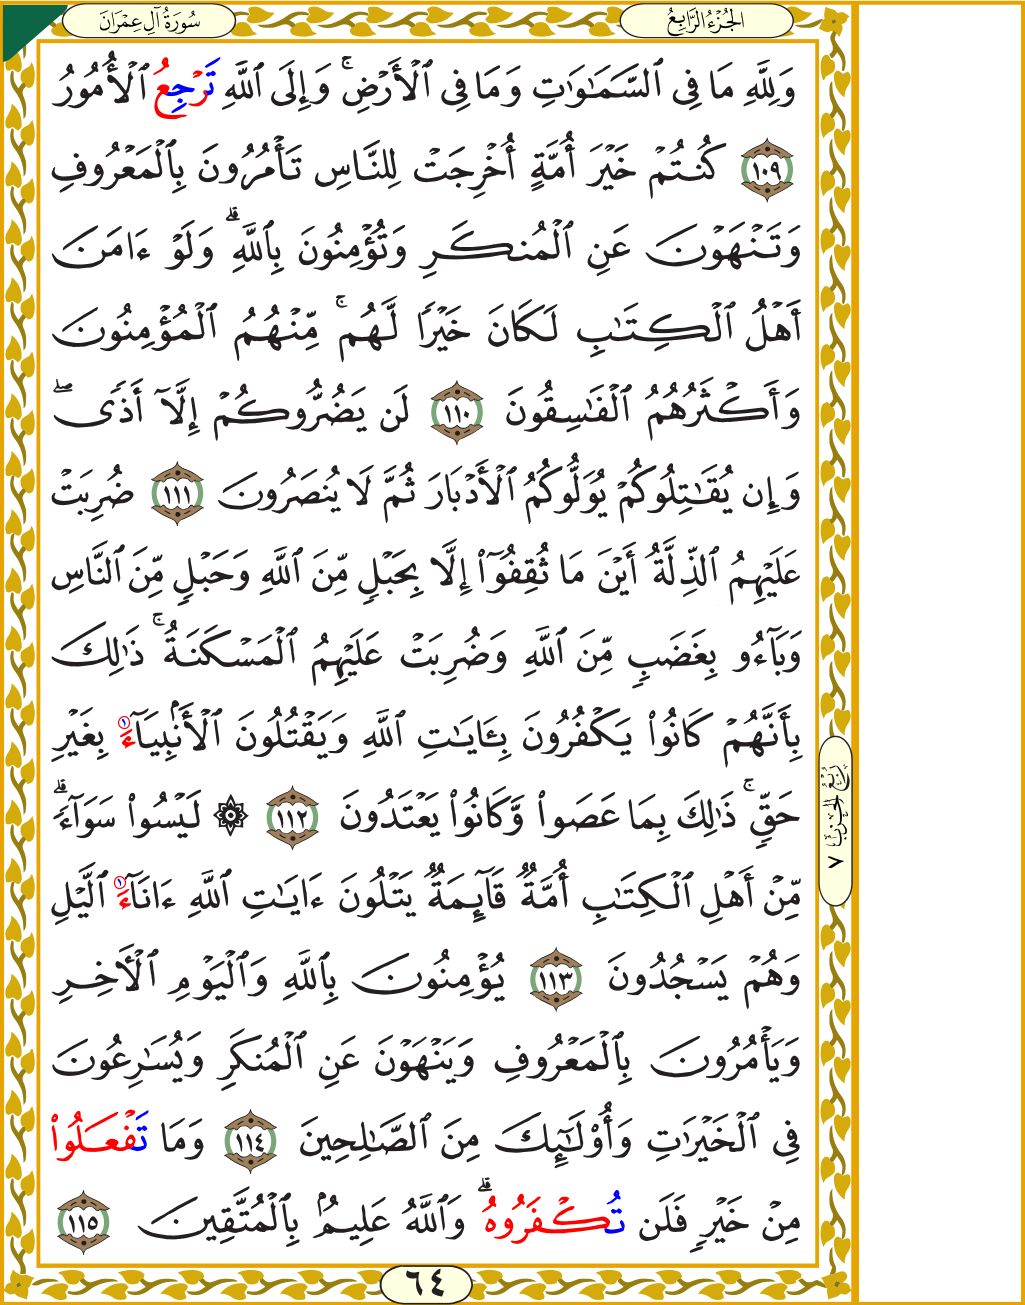 سُورَةُ آلِ عِمْرَانَ
الجُزْءُ الرَّابِعُ
وَلِلَّهِ مَا فِي ٱلسَّمَٰوَٰتِ وَمَا فِي ٱلۡأَرۡضِۚ وَإِلَى ٱللَّهِ تَرۡجِعُ ٱلۡأُمُورُ
١٠٩ كُنتُمۡ خَيۡرَ أُمَّةٍ أُخۡرِجَتۡ لِلنَّاسِ تَأۡمُرُونَ بِٱلۡمَعۡرُوفِ
وَتَنۡهَوۡنَ عَنِ ٱلۡمُنكَرِ وَتُؤۡمِنُونَ بِٱللَّهِۗ وَلَوۡ ءَامَنَ
أَهۡلُ ٱلۡكِتَٰبِ لَكَانَ خَيۡرٗا لَّهُمۚ مِّنۡهُمُ ٱلۡمُؤۡمِنُونَ
وَأَكۡثَرُهُمُ ٱلۡفَٰسِقُونَ ١١٠ لَن يَضُرُّوكُمۡ إِلَّآ أَذٗىۖ
وَإِن يُقَٰتِلُوكُمۡ يُوَلُّوكُمُ ٱلۡأَدۡبَارَ ثُمَّ لَا يُنصَرُونَ ١١١ ضُرِبَتۡ
عَلَيۡهِمُ ٱلذِّلَّةُ أَيۡنَ مَا ثُقِفُوٓاْ إِلَّا بِحَبۡلٖ مِّنَ ٱللَّهِ وَحَبۡلٖ مِّنَ ٱلنَّاسِ
وَبَآءُو بِغَضَبٖ مِّنَ ٱللَّهِ وَضُرِبَتۡ عَلَيۡهِمُ ٱلۡمَسۡكَنَةُۚ ذَٰلِكَ
بِأَنَّهُمۡ كَانُواْ يَكۡفُرُونَ بِـَٔايَٰتِ ٱللَّهِ وَيَقۡتُلُونَ ٱلۡأَنۢبِيَآءَ ١ بِغَيۡرِ
حَقّٖۚ ذَٰلِكَ بِمَا عَصَواْ وَّكَانُواْ يَعۡتَدُونَ ١١٢ ۞ لَيۡسُواْ سَوَآءٗۗ
مِّنۡ أَهۡلِ ٱلۡكِتَٰبِ أُمَّةٞ قَآئِمَةٞ يَتۡلُونَ ءَايَٰتِ ٱللَّهِ ءَانَآءَ ١ ٱلَّيۡلِ
وَهُمۡ يَسۡجُدُونَ ١١٣ يُؤۡمِنُونَ بِٱللَّهِ وَٱلۡيَوۡمِ ٱلۡأٓخِرِ
وَيَأۡمُرُونَ بِٱلۡمَعۡرُوفِ وَيَنۡهَوۡنَ عَنِ ٱلۡمُنكَرِ وَيُسَٰرِعُونَ
فِي ٱلۡخَيۡرَٰتِ وَأُوْلَٰٓئِكَ مِنَ ٱلصَّٰلِحِينَ ١١٤ وَمَا تَفۡعَلُواْ
مِنۡ خَيۡرٖ فَلَن تُكۡفَرُوهُۗ وَٱللَّهُ عَلِيمُۢ بِٱلۡمُتَّقِينَ ١١٥
رُبْعُ الحِزْبِ ٧
٦٤